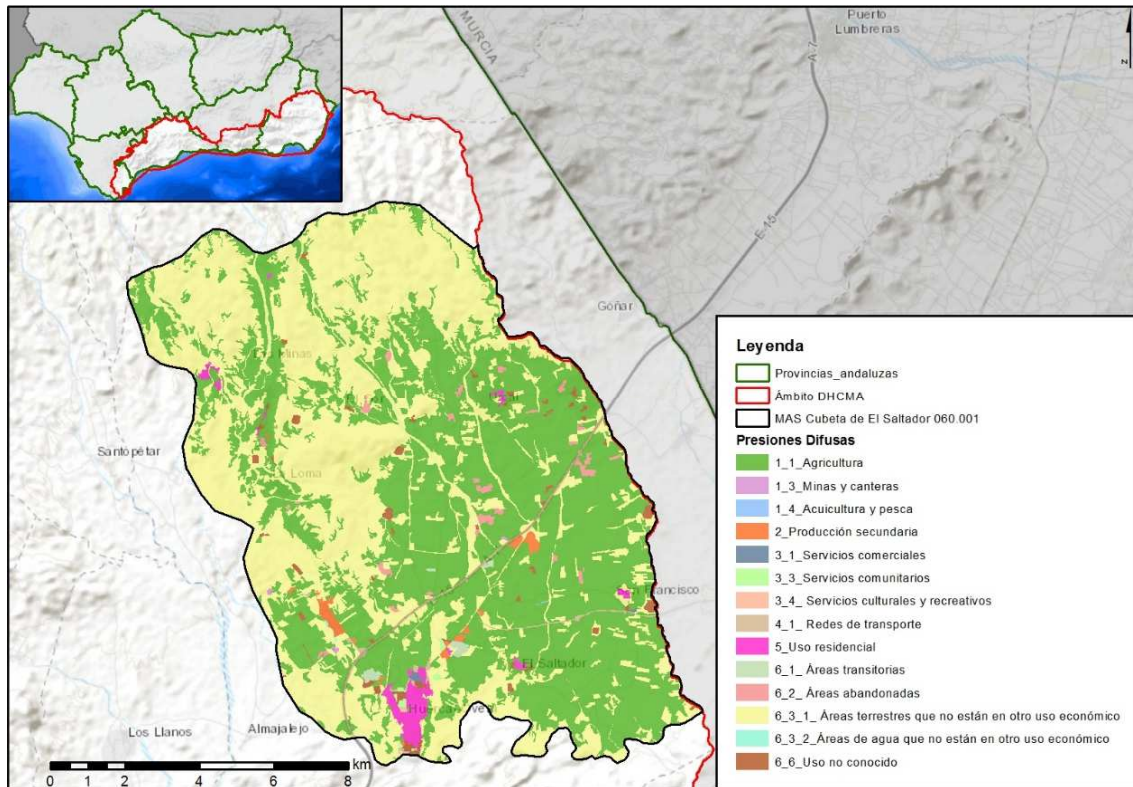 MURCIA
Puerto
Lumbreras
A-7
N
E-15
Goñar
Santopétar
La Loma
San Francisco
El Saltador
Los Llanos
Almajalejo
km
0 1 2 4 6 8
Leyenda
Provincias_andaluzas
Ámbito DHCMA
MAS Cubeta de El Saltador 060.001
Presiones Difusas
1_1_Agricultura
1_3_Minas y canteras
1_4_Acuicultura y pesca
2_Producción secundaria
3_1_Servicios comerciales
3_3_Servicios comunitarios
3_4_ Servicios culturales y recreativos
4_1_ Redes de transporte
5_Uso residencial
6_1_ Áreas transitorias
6_2_ Áreas abandonadas
6_3_1_ Áreas terrestres que no están en otro uso económico
6_3_2_Áreas de agua que no están en otro uso económico
6_6_Uso no conocido